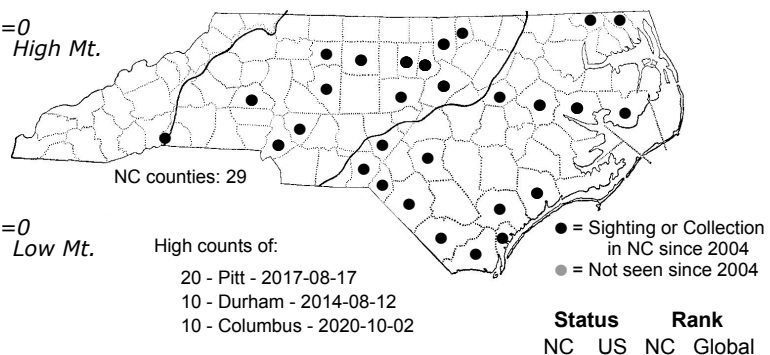 =0
High Mt.
NC counties: 29
=0
Low Mt.
High counts of:
20 - Pitt - 2017-08-17
10 - Durham - 2014-08-12
10 - Columbus - 2020-10-02
= Sighting or Collection
in NC since 2004
= Not seen since 2004
Status Rank
NC US NC Global